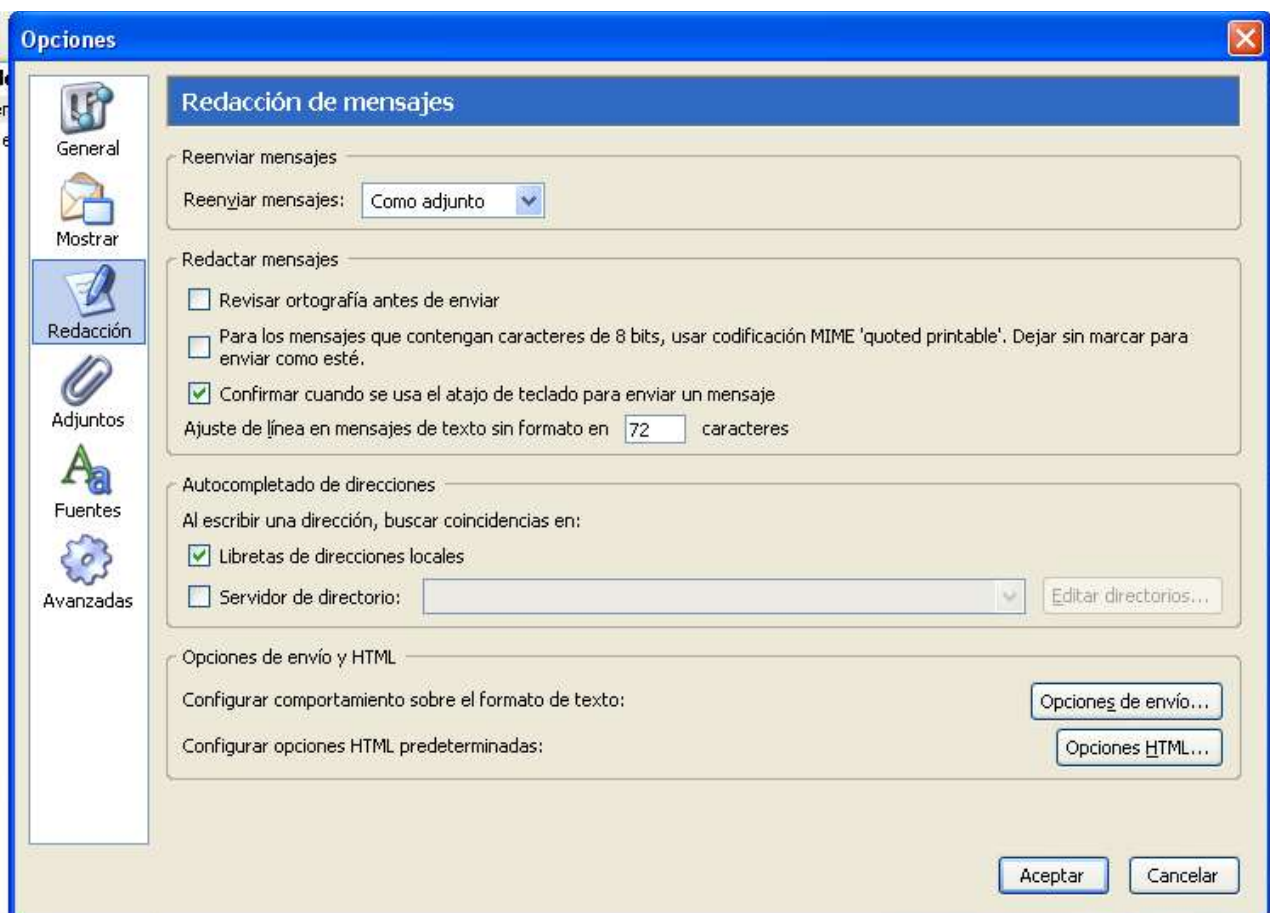 Opciones
General
Mostrar
Redacción
Adjuntos
Fuentes
Avanzadas
Redacción de mensajes
Reenviar mensajes
Reenviar mensajes: Como adjunto
Redactar mensajes
Revisar ortografía antes de enviar
Para los mensajes que contengan caracteres de 8 bits, usar codificación MIME 'quoted printable'. Dejar sin marcar para
enviar como esté.
Confirmar cuando se usa el atajo de teclado para enviar un mensaje
Ajuste de línea en mensajes de texto sin formato en 72 caracteres
Autocompletado de direcciones
Al escribir una dirección, buscar coincidencias en:
Libretas de direcciones locales
Servidor de directorio: Editar directorios...
Opciones de envío y HTML
Configurar comportamiento sobre el formato de texto: Opciones de envío...
Configurar opciones HTML predeterminadas: Opciones HTML...
Aceptar Cancelar